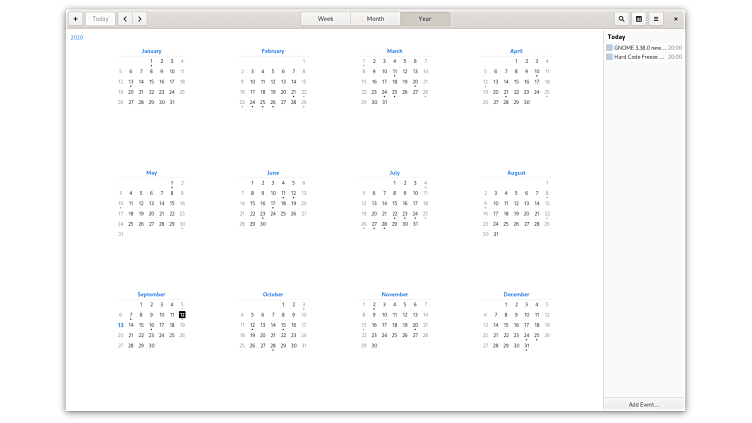 + Today Week Month Year
2020
January
1 2 3 4
5 6 7 8 9 10 11
12 13 14 15 16 17 18
19 20 21 22 23 24 25
26 27 28 29 30 31
February
1
2 3 4 5 6 7 8
9 10 11 12 13 14 15
16 17 18 19 20 21 22
23 24 25 26 27 28 29
March
1 2 3 4 5 6 7
8 9 10 11 12 13 14
15 16 17 18 19 20 21
22 23 24 25 26 27 28
29 30 31
April
1 2 3 4
5 6 7 8 9 10 11
12 13 14 15 16 17 18
19 20 21 22 23 24 25
26 27 28 29 30
May
1 2
3 4 5 6 7 8 9
10 11 12 13 14 15 16
17 18 19 20 21 22 23
24 25 26 27 28 29 30
31
June
1 2 3 4 5 6
7 8 9 10 11 12 13
14 15 16 17 18 19 20
21 22 23 24 25 26 27
28 29 30
July
1 2 3 4
5 6 7 8 9 10 11
12 13 14 15 16 17 18
19 20 21 22 23 24 25
26 27 28 29 30 31
August
1
2 3 4 5 6 7 8
9 10 11 12 13 14 15
16 17 18 19 20 21 22
23 24 25 26 27 28 29
30 31
September
1 2 3 4 5
6 7 8 9 10 11 12
13 14 15 16 17 18 19
20 21 22 23 24 25 26
27 28 29 30
October
1 2 3
4 5 6 7 8 9 10
11 12 13 14 15 16 17
18 19 20 21 22 23 24
25 26 27 28 29 30 31
November
1 2 3 4 5 6 7
8 9 10 11 12 13 14
15 16 17 18 19 20 21
22 23 24 25 26 27 28
29 30
December
1 2 3 4 5
6 7 8 9 10 11 12
13 14 15 16 17 18 19
20 21 22 23 24 25 26
27 28 29 30 31
Today
GNOME 3.38.0 new... 20:00
Hard Code Freeze ... 20:00
Add Event...